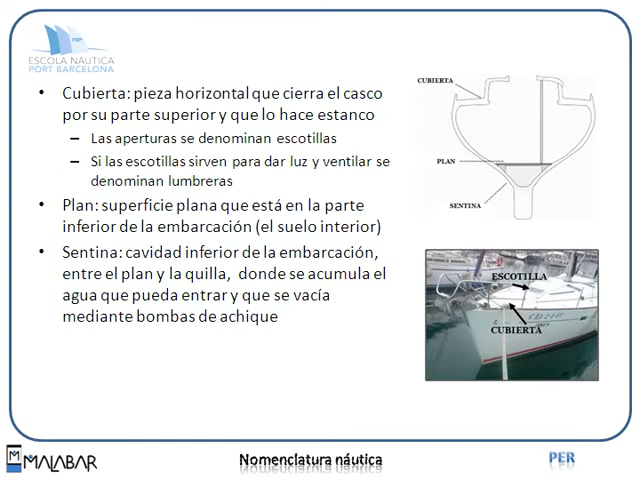 ESCOLA NÀUTICA
PORT BARCELONA
• Cubierta: pieza horizontal que cierra el casco
por su parte superior y que lo hace estanco
– Las aperturas se denominan escotillas
– Si las escotillas sirven para dar luz y ventilar se
denominan lumbreras
• Plan: superficie plana que está en la parte
inferior de la embarcación (el suelo interior)
• Sentina: cavidad inferior de la embarcación,
entre el plan y la quilla, donde se acumula el
agua que pueda entrar y que se vacía
mediante bombas de achique
CUBIERTA
PLAN
SENTINA
ESCOTILLA
CUBIERTA
MALABAR
Nomenclatura náutica
PER